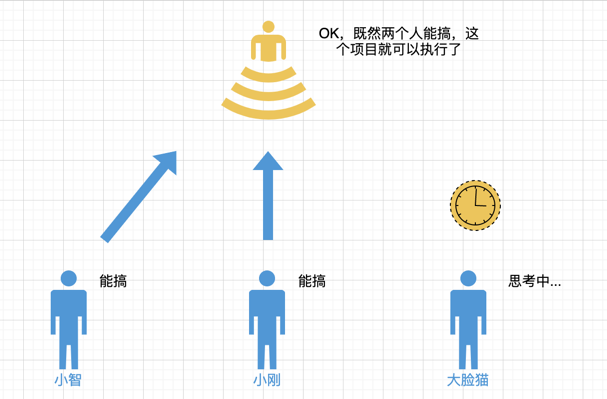 OK，既然两个人能搞，这
个项目就可以执行了
能搞
能搞
思考中...
小智
小刚
大脸猫